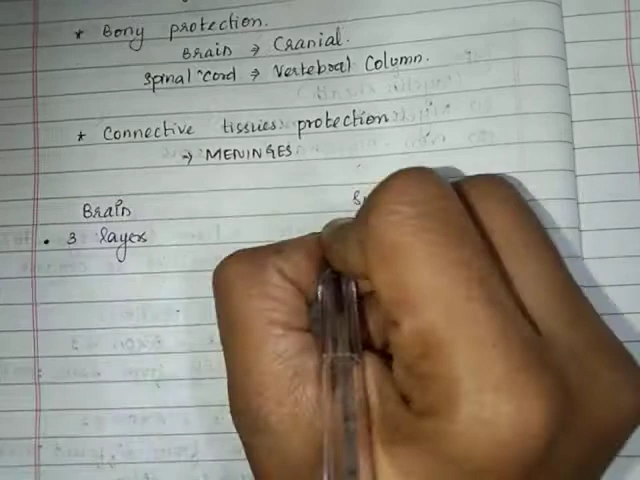 * Bony protection.
Brain → Cranial.
Spinal cord → Vertebral Column.
* Connective tissues protection
→ MENINGES
Brain
• 3 layers